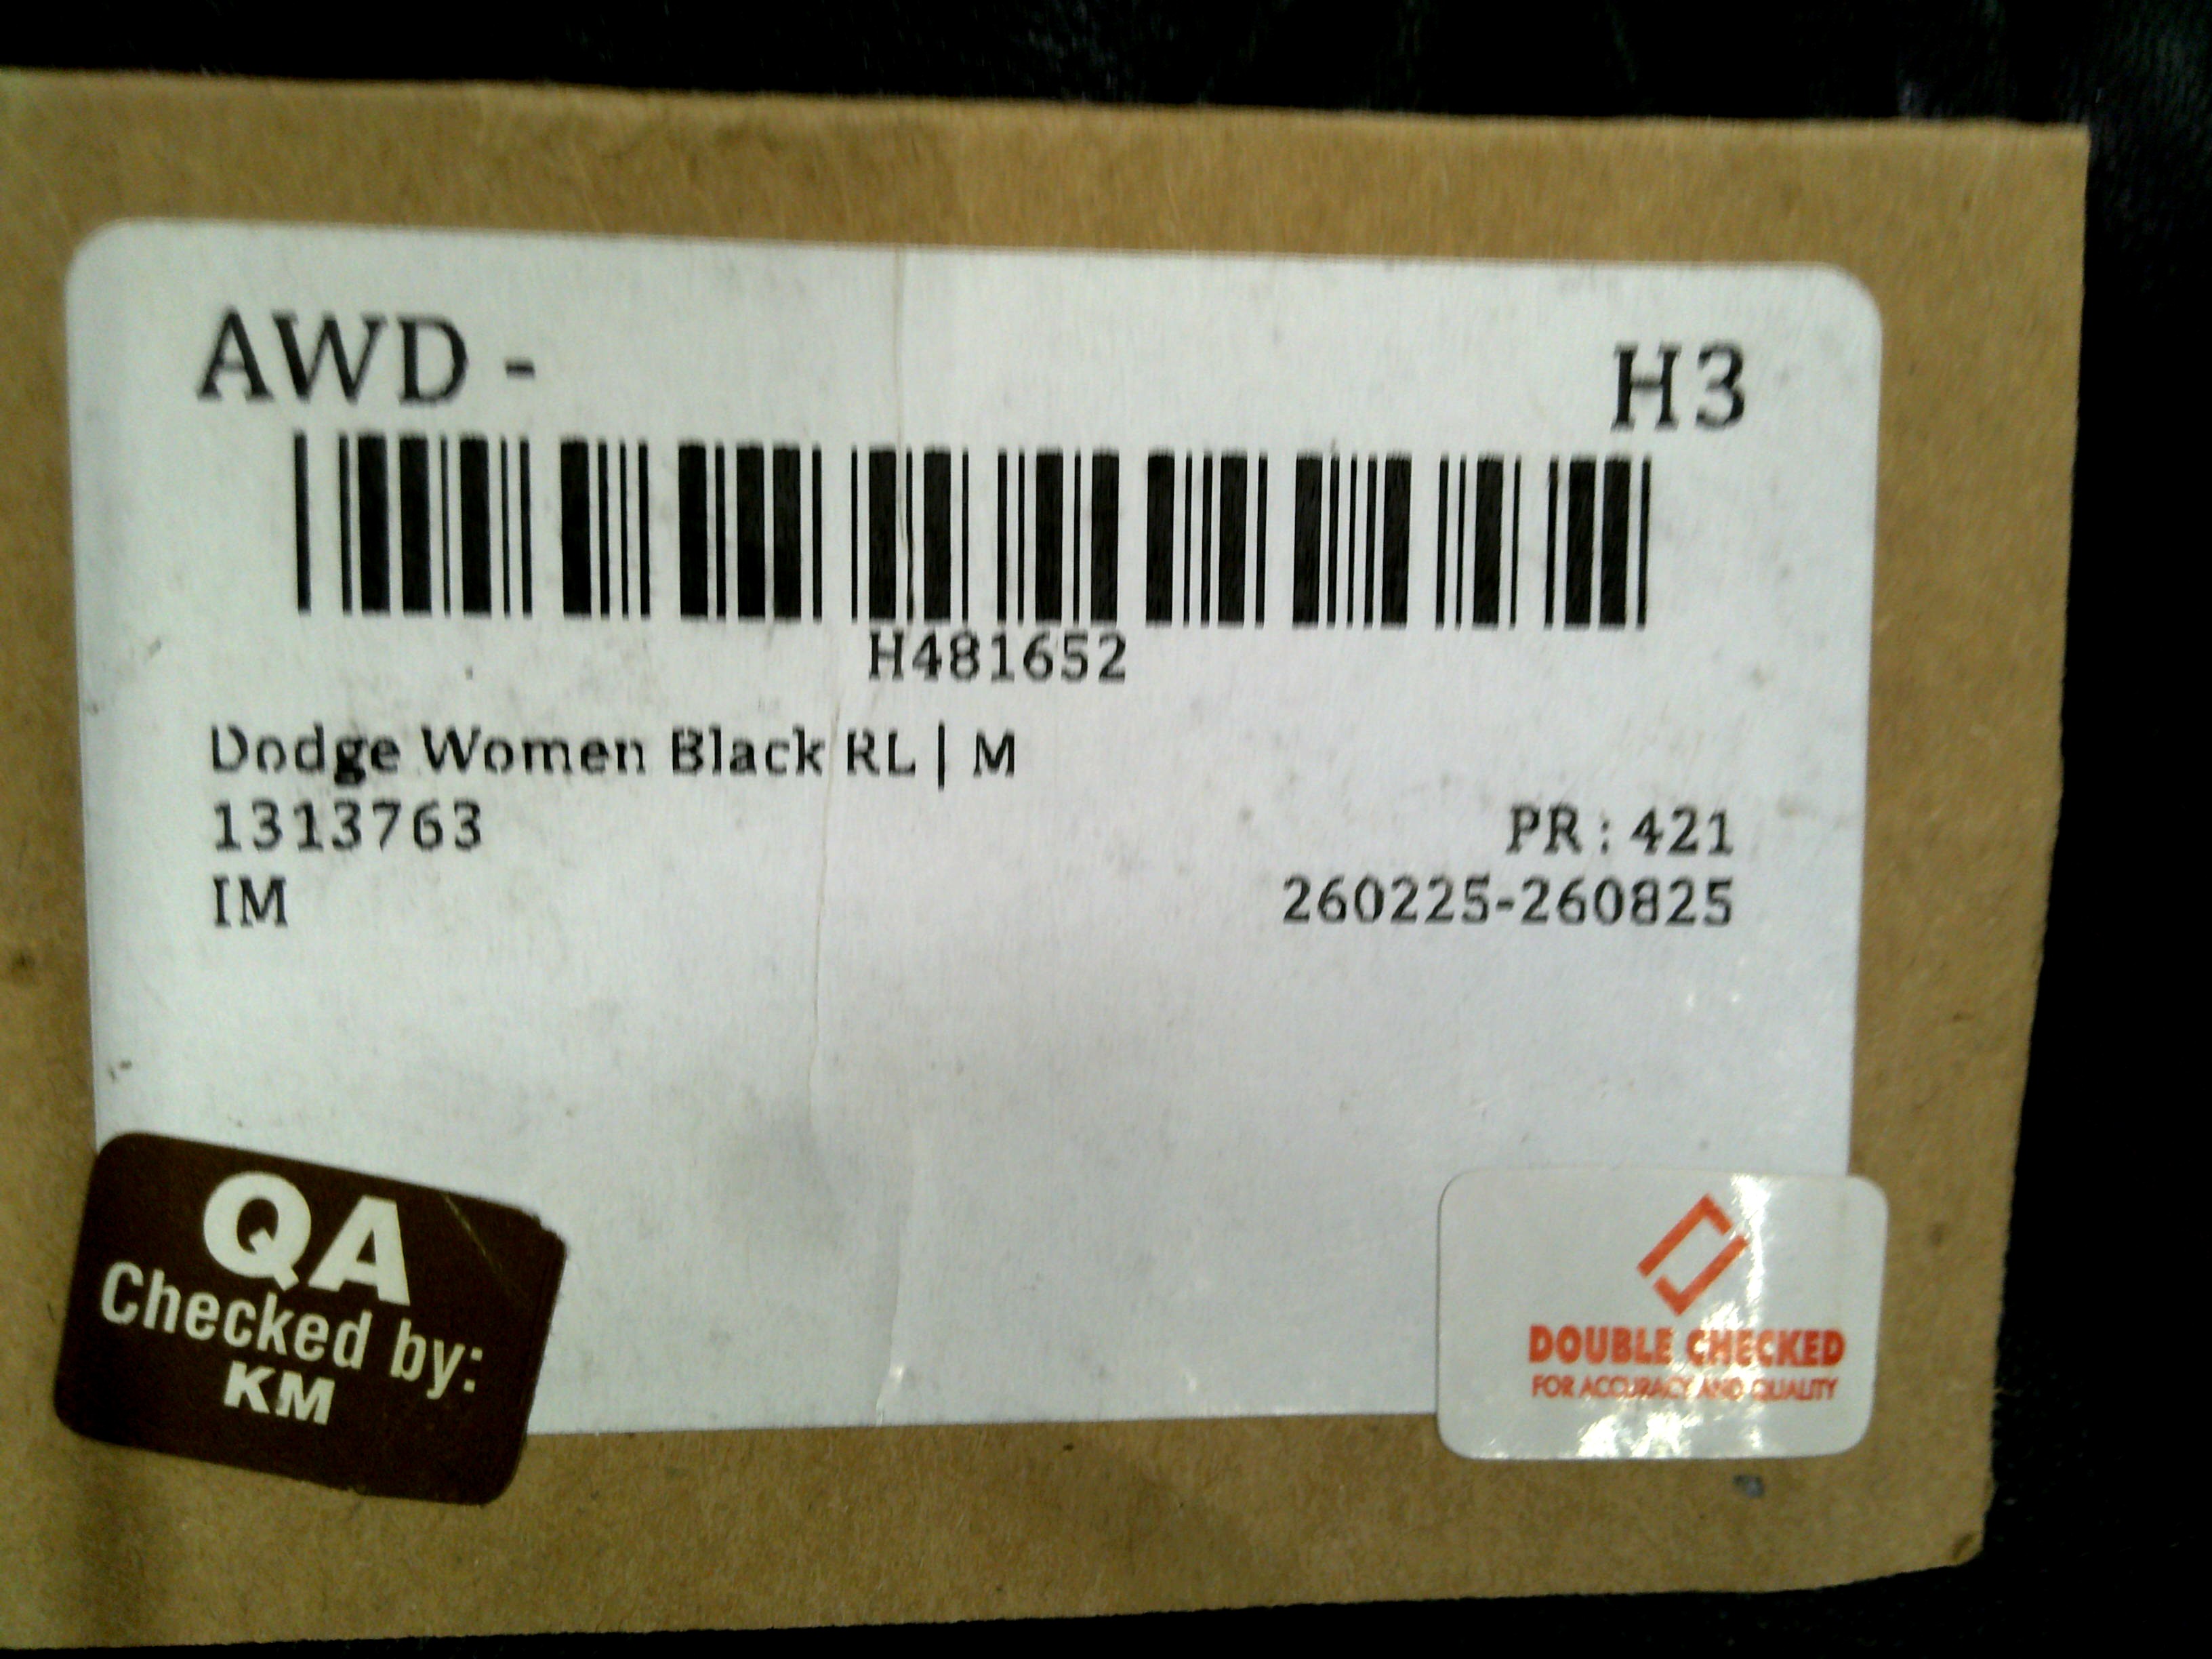 AWD - H3
H481652
Dodge Women Black RL | M
1313763 PR : 421
IM 260225-260825
QA
Checked by:
KM
DOUBLE CHECKED
FOR ACCURACY AND QUALITY